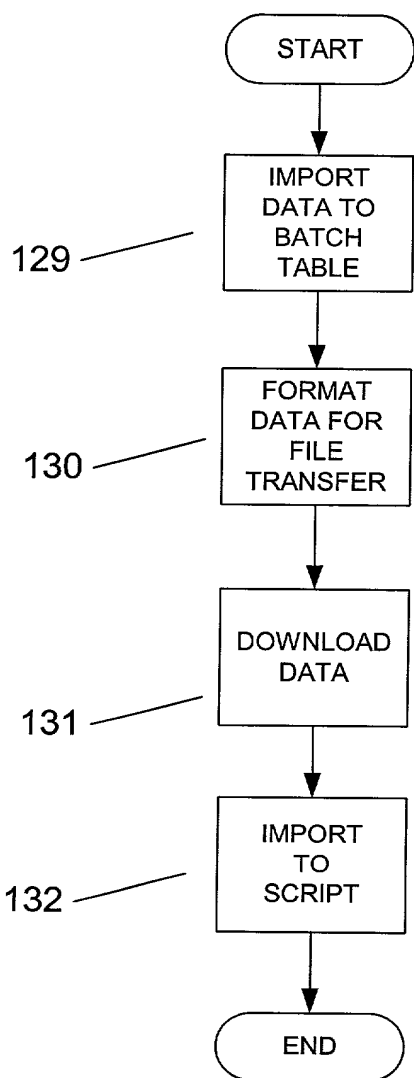 START
IMPORT
DATA TO
BATCH
TABLE
129
FORMAT
DATA FOR
FILE
TRANSFER
130
DOWNLOAD
DATA
131
IMPORT
TO
SCRIPT
132
END